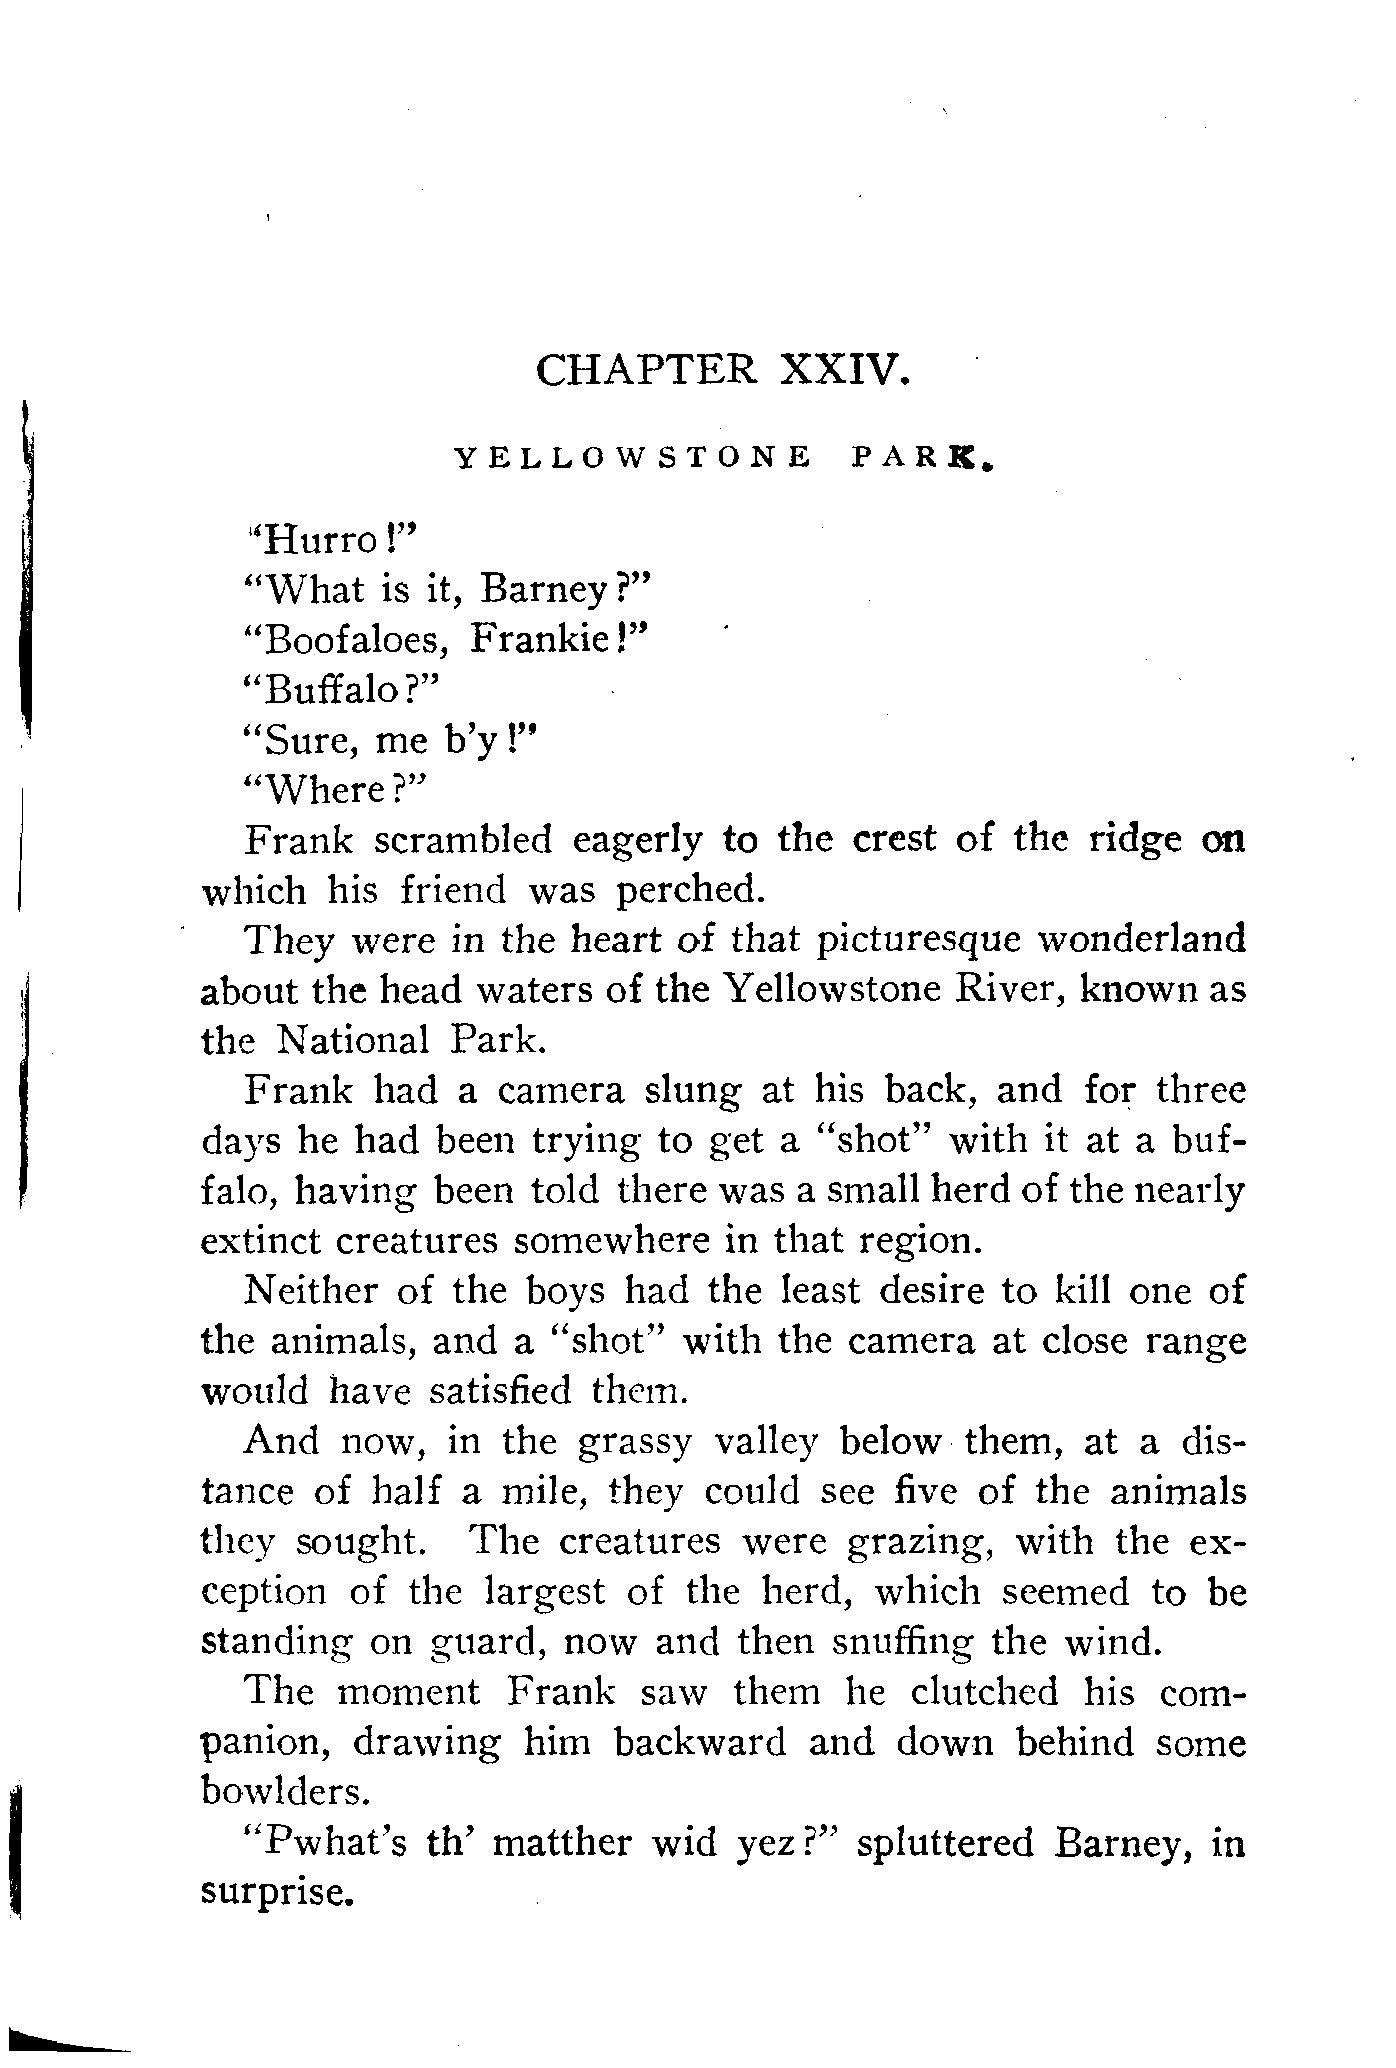 CHAPTER XXIV.
YELLOWSTONE PARK.
"Hurro!"
"What is it, Barney?"
"Boofaloes, Frankie!"
"Buffalo?"
"Sure, me b'y!"
"Where?"
Frank scrambled eagerly to the crest of the ridge on
which his friend was perched.
They were in the heart of that picturesque wonderland
about the head waters of the Yellowstone River, known as
the National Park.
Frank had a camera slung at his back, and for three
days he had been trying to get a "shot" with it at a buf-
falo, having been told there was a small herd of the nearly
extinct creatures somewhere in that region.
Neither of the boys had the least desire to kill one of
the animals, and a "shot" with the camera at close range
would have satisfied them.
And now, in the grassy valley below them, at a dis-
tance of half a mile, they could see five of the animals
they sought. The creatures were grazing, with the ex-
ception of the largest of the herd, which seemed to be
standing on guard, now and then snuffing the wind.
The moment Frank saw them he clutched his com-
panion, drawing him backward and down behind some
bowlders.
"Pwhat's th' matther wid yez?" spluttered Barney, in
surprise.